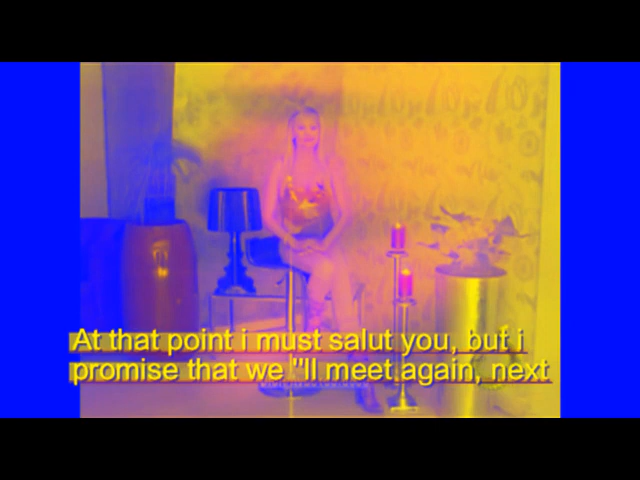 At that point i must salut you, but i
promise that we "ll meet again, next